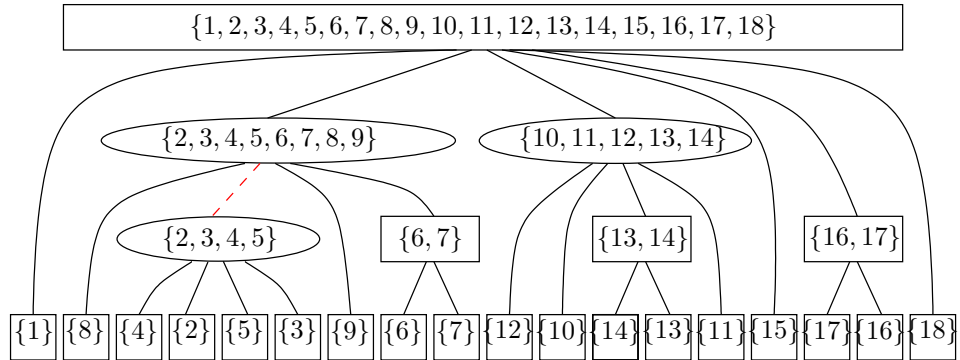 {1, 2, 3, 4, 5, 6, 7, 8, 9, 10, 11, 12, 13, 14, 15, 16, 17, 18}
{2, 3, 4, 5, 6, 7, 8, 9} {10, 11, 12, 13, 14}
{2, 3, 4, 5} {6, 7} {13, 14} {16, 17}
{1} {8} {4} {2} {5} {3} {9} {6} {7} {12} {10} {14} {13} {11} {15} {17} {16} {18}